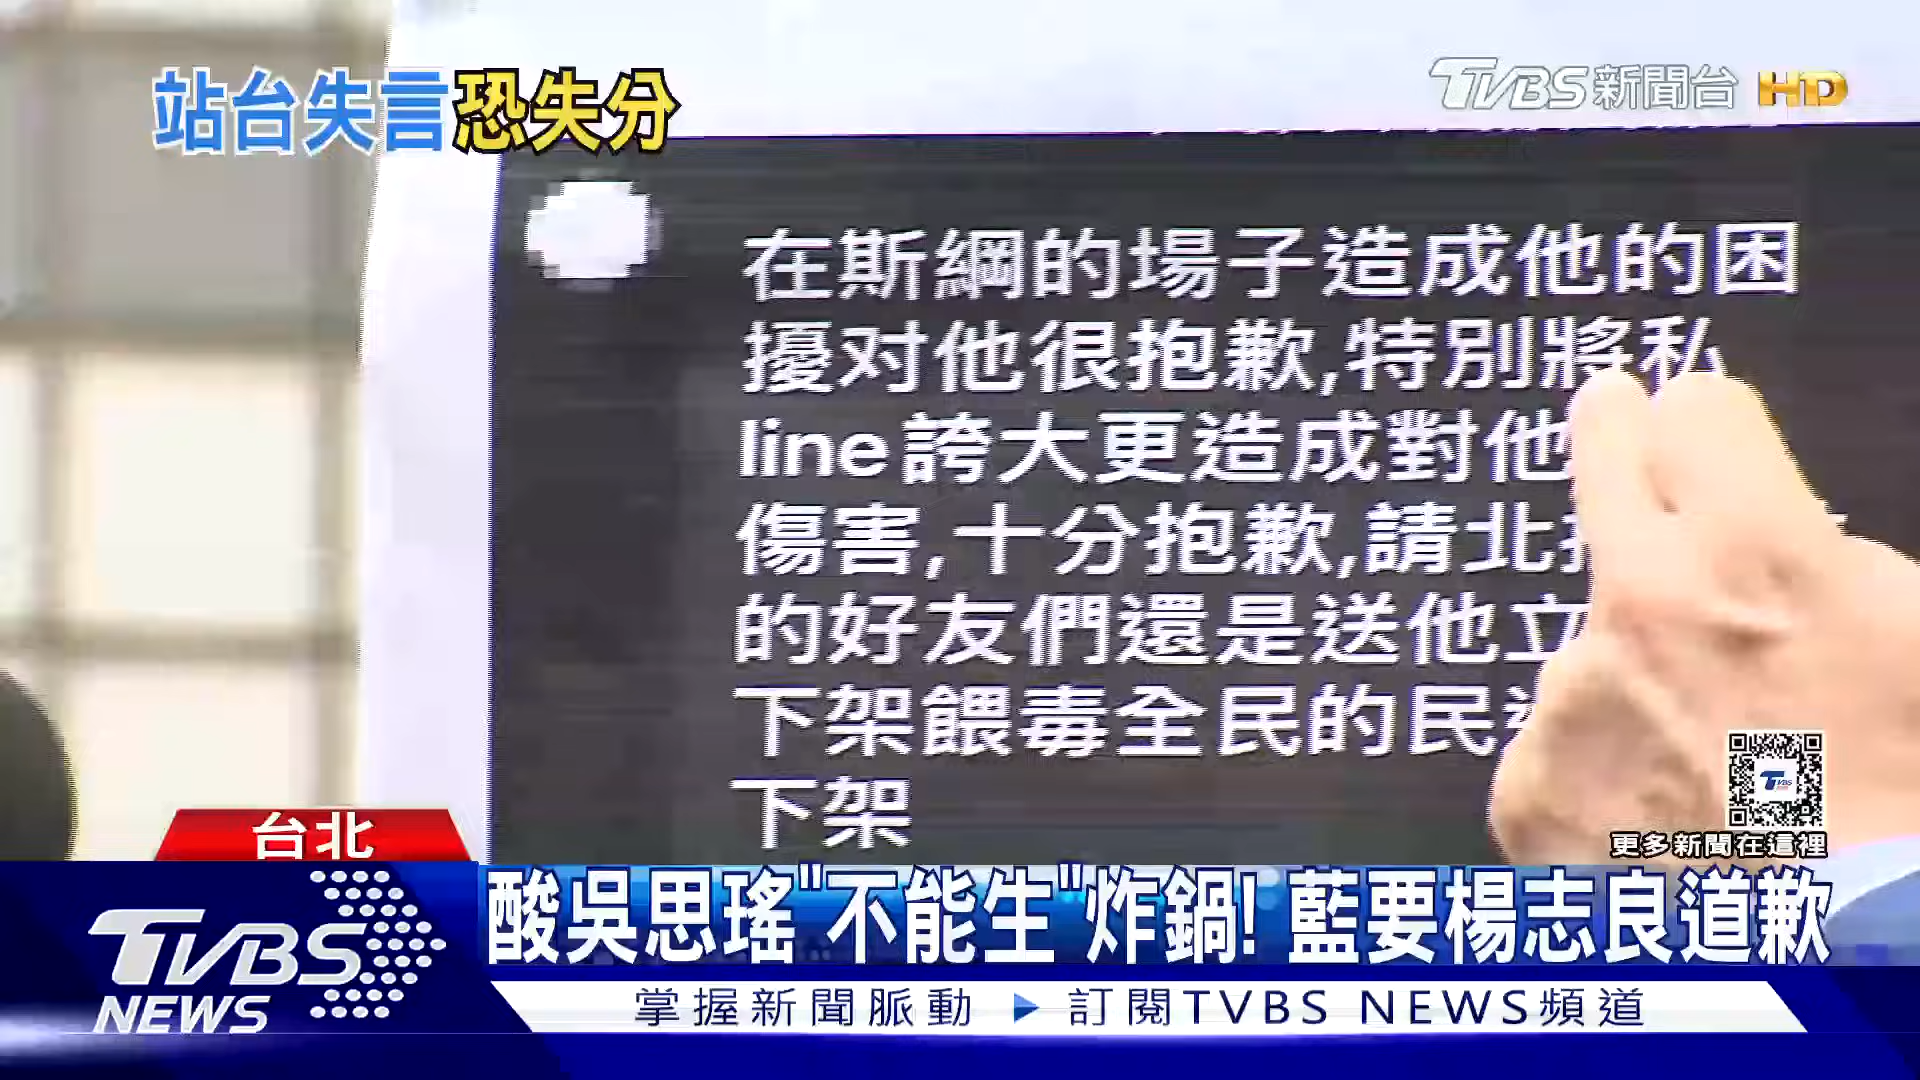 站台失言恐失分
TVBS新聞台 HD
在斯綱的場子造成他的困
擾对他很抱歉,特別將私
line誇大更造成對他
傷害,十分抱歉,請北
的好友們還是送他立
下架餵毒全民的民
下架
更多新聞在這裡
台北
酸吳思瑤"不能生"炸鍋! 藍要楊志良道歉
TVBS NEWS
掌握新聞脈動 ▶ 訂閱TVBS NEWS頻道